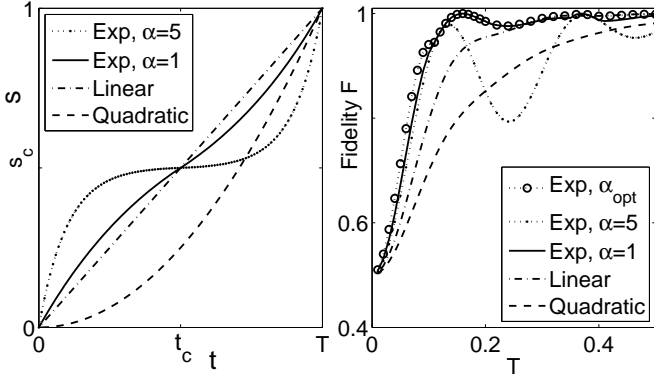 1
s
s_c
0
0
t_c
t
T
Exp, α=5
Exp, α=1
Linear
Quadratic
1
Fidelity F
0.6
0.4
0
0.2
0.4
T
Exp, α_opt
Exp, α=5
Exp, α=1
Linear
Quadratic